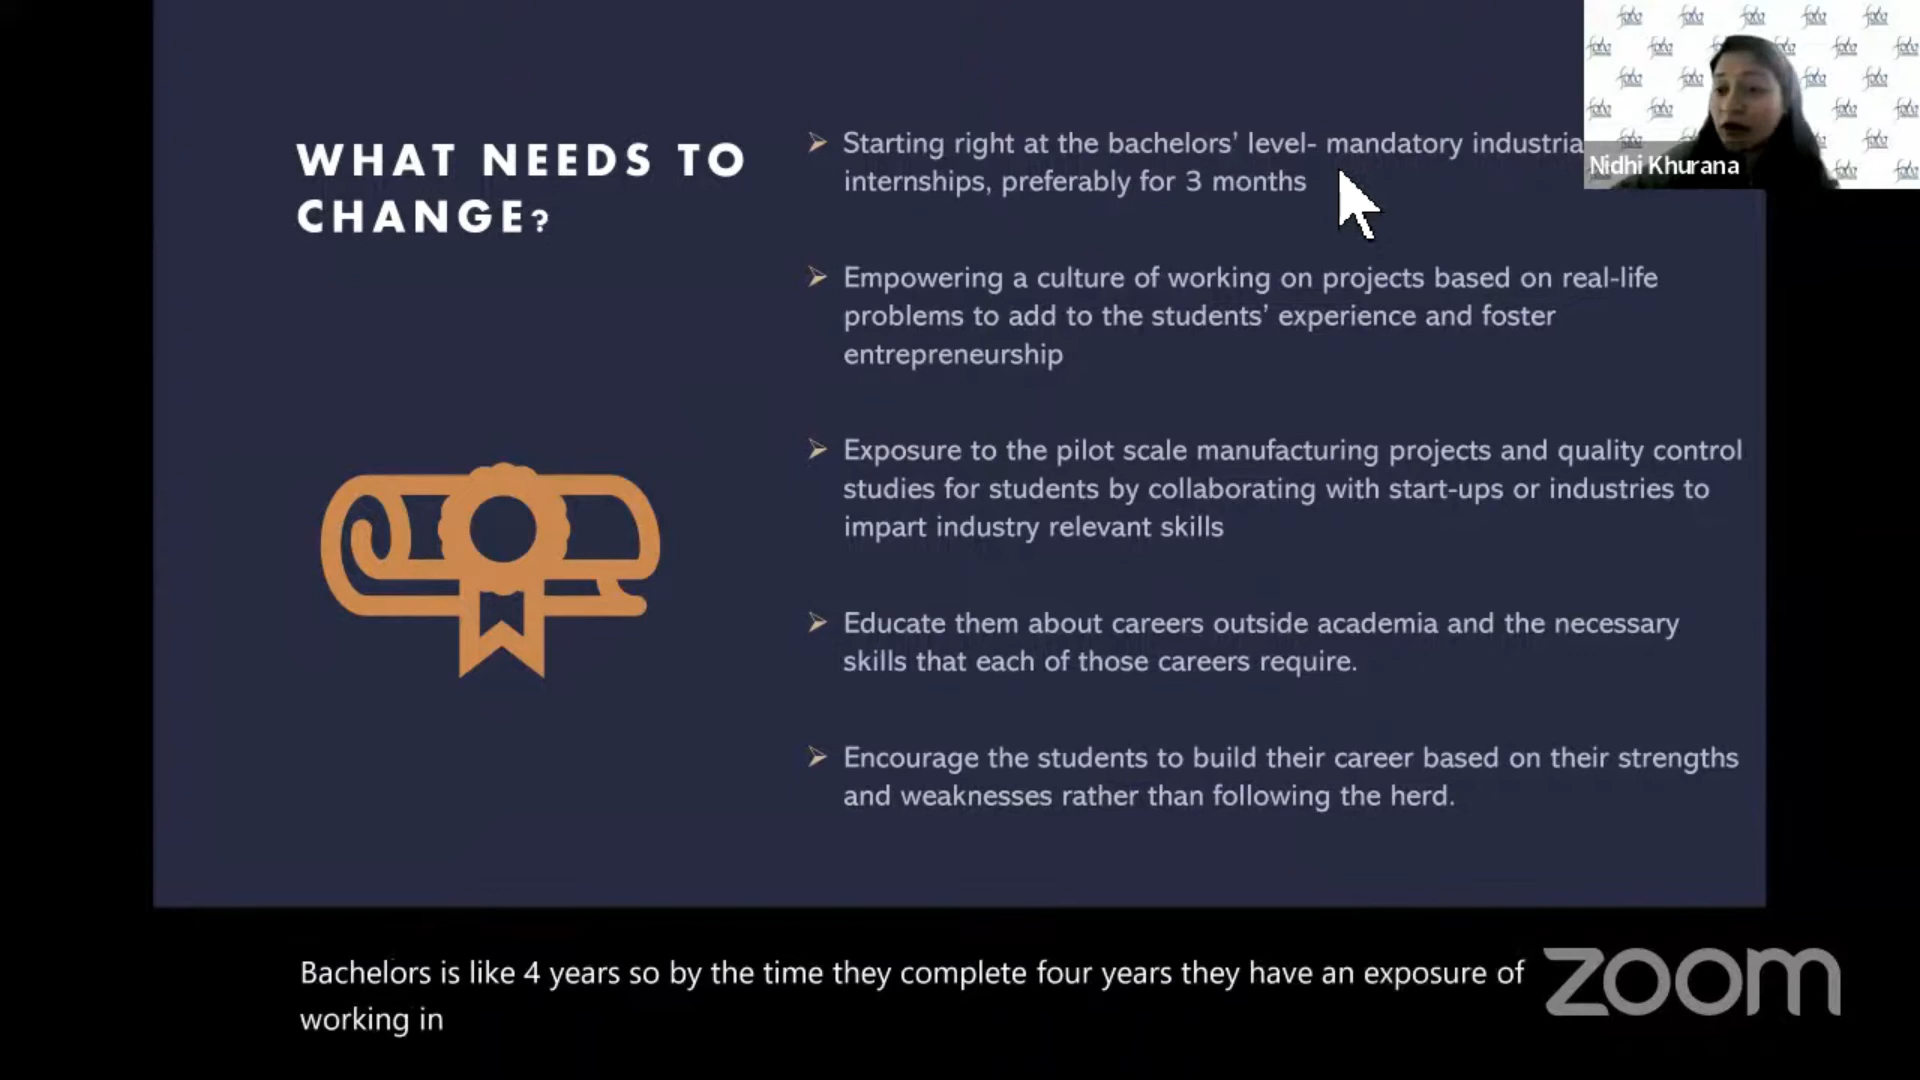 WHAT NEEDS TO
CHANGE?
Starting right at the bachelors' level- mandatory industria
internships, preferably for 3 months
Empowering a culture of working on projects based on real-life
problems to add to the students' experience and foster
entrepreneurship
Exposure to the pilot scale manufacturing projects and quality control
studies for students by collaborating with start-ups or industries to
impart industry relevant skills
Educate them about careers outside academia and the necessary
skills that each of those careers require.
Encourage the students to build their career based on their strengths
and weaknesses rather than following the herd.
Nidhi Khurana
Bachelors is like 4 years so by the time they complete four years they have an exposure of
working in
zoom